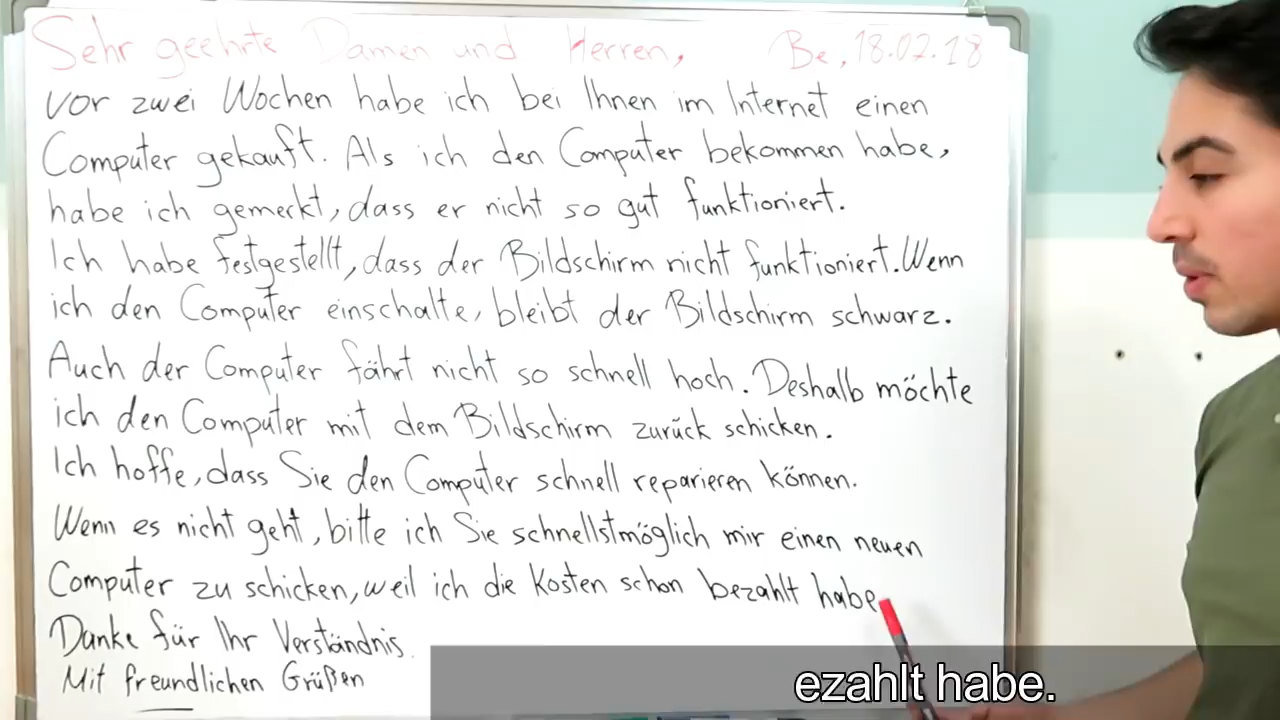 Sehr geehrte Damen und Herren, Be, 18.02.18
vor zwei Wochen habe ich bei Ihnen im Internet einen
Computer gekauft. Als ich den Computer bekommen habe,
habe ich gemerkt, dass er nicht so gut funktioniert.
Ich habe festgestellt, dass der Bildschirm nicht funktioniert. Wenn
ich den Computer einschalte, bleibt der Bildschirm schwarz.
Auch der Computer fährt nicht so schnell hoch. Deshalb möchte
ich den Computer mit dem Bildschirm zurück schicken.
Ich hoffe, dass Sie den Computer schnell reparieren können.
Wenn es nicht geht, bitte ich Sie schnellstmöglich mir einen neuen
Computer zu schicken, weil ich die Kosten schon bezahlt habe
Danke für Ihr Verständnis.
Mit freundlichen Grüßen
ezahlt habe.